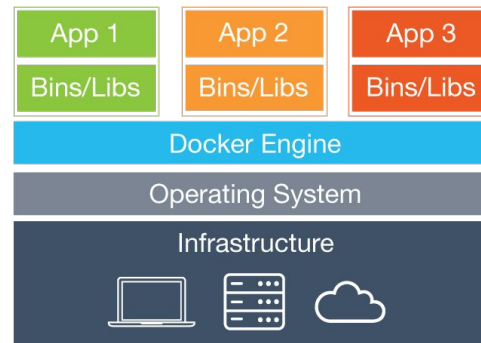 App 1
App 2
App 3
Bins/Libs
Bins/Libs
Bins/Libs
Docker Engine
Operating System
Infrastructure